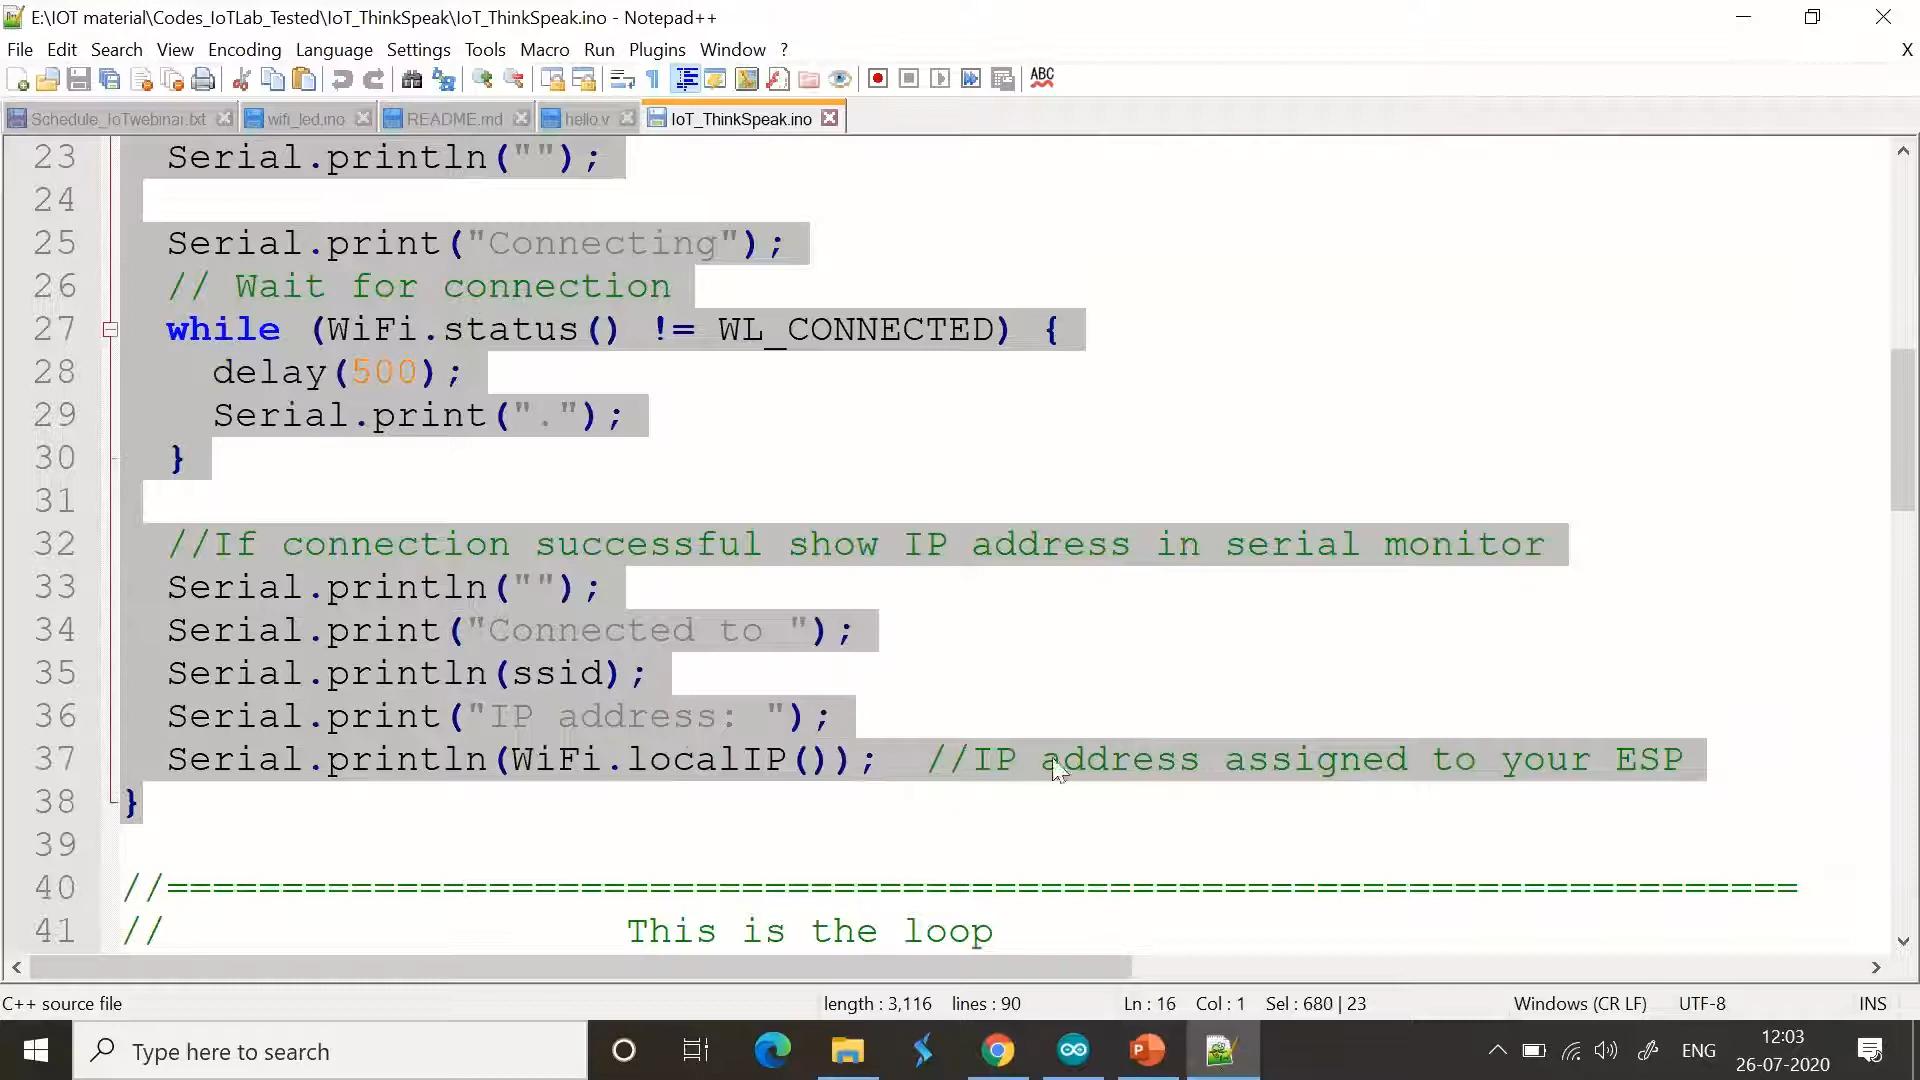 E:\IOT material\Codes_IoTLab_Tested\IoT_ThinkSpeak\IoT_ThinkSpeak.ino - Notepad++
File Edit Search View Encoding Language Settings Tools Macro Run Plugins Window ? X
ABC
Schedule_IoTwebinar.txt wifi_led.ino README.md hello.v IoT_ThinkSpeak.ino
23 Serial.println("");
24
25 Serial.print("Connecting");
26 // Wait for connection
27 while (WiFi.status() != WL_CONNECTED) {
28 delay(500);
29 Serial.print(".");
30 }
31
32 //If connection successful show IP address in serial monitor
33 Serial.println("");
34 Serial.print("Connected to ");
35 Serial.println(ssid);
36 Serial.print("IP address: ");
37 Serial.println(WiFi.localIP());  //IP address assigned to your ESP
38 }
39
40 //=======================================================================
41 // This is the loop
C++ source file length : 3,116 lines : 90 Ln : 16 Col : 1 Sel : 680 | 23 Windows (CR LF) UTF-8 INS
Type here to search
ENG
12:03
26-07-2020